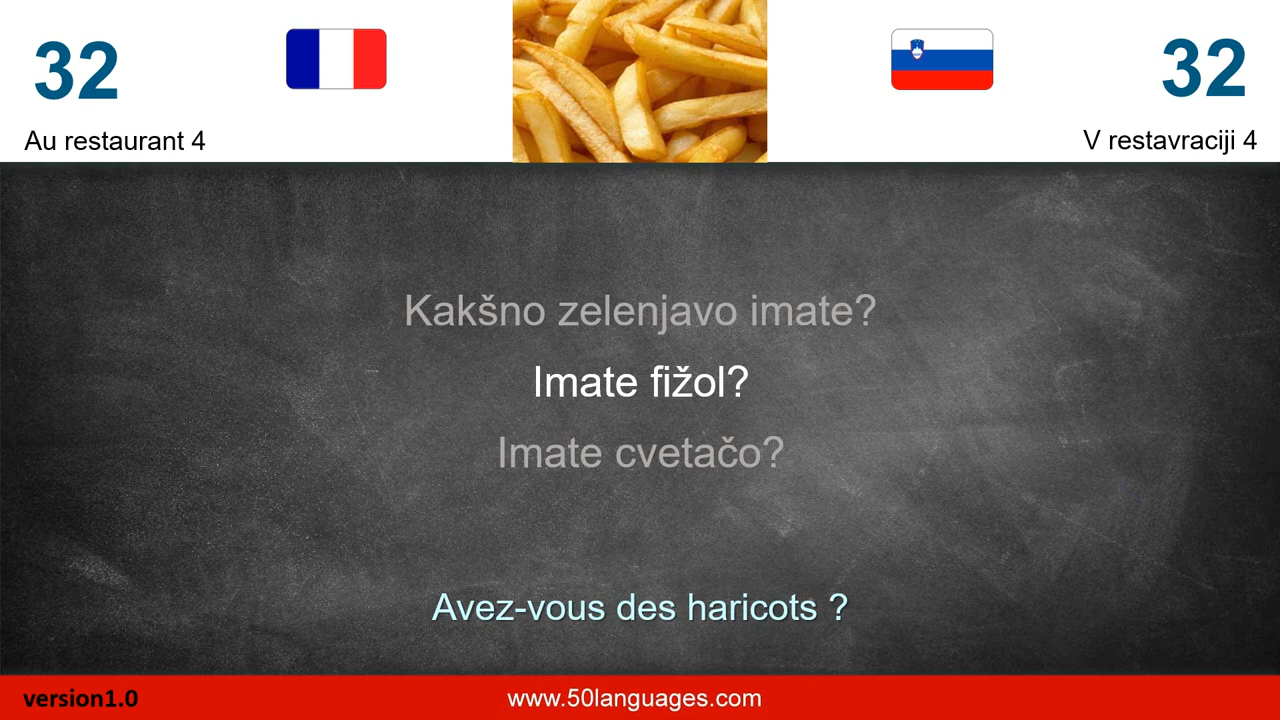 32
32
Au restaurant 4
V restavraciji 4
Kakšno zelenjavo imate?
Imate fižol?
Imate cvetačo?
Avez-vous des haricots ?
version1.0
www.50languages.com